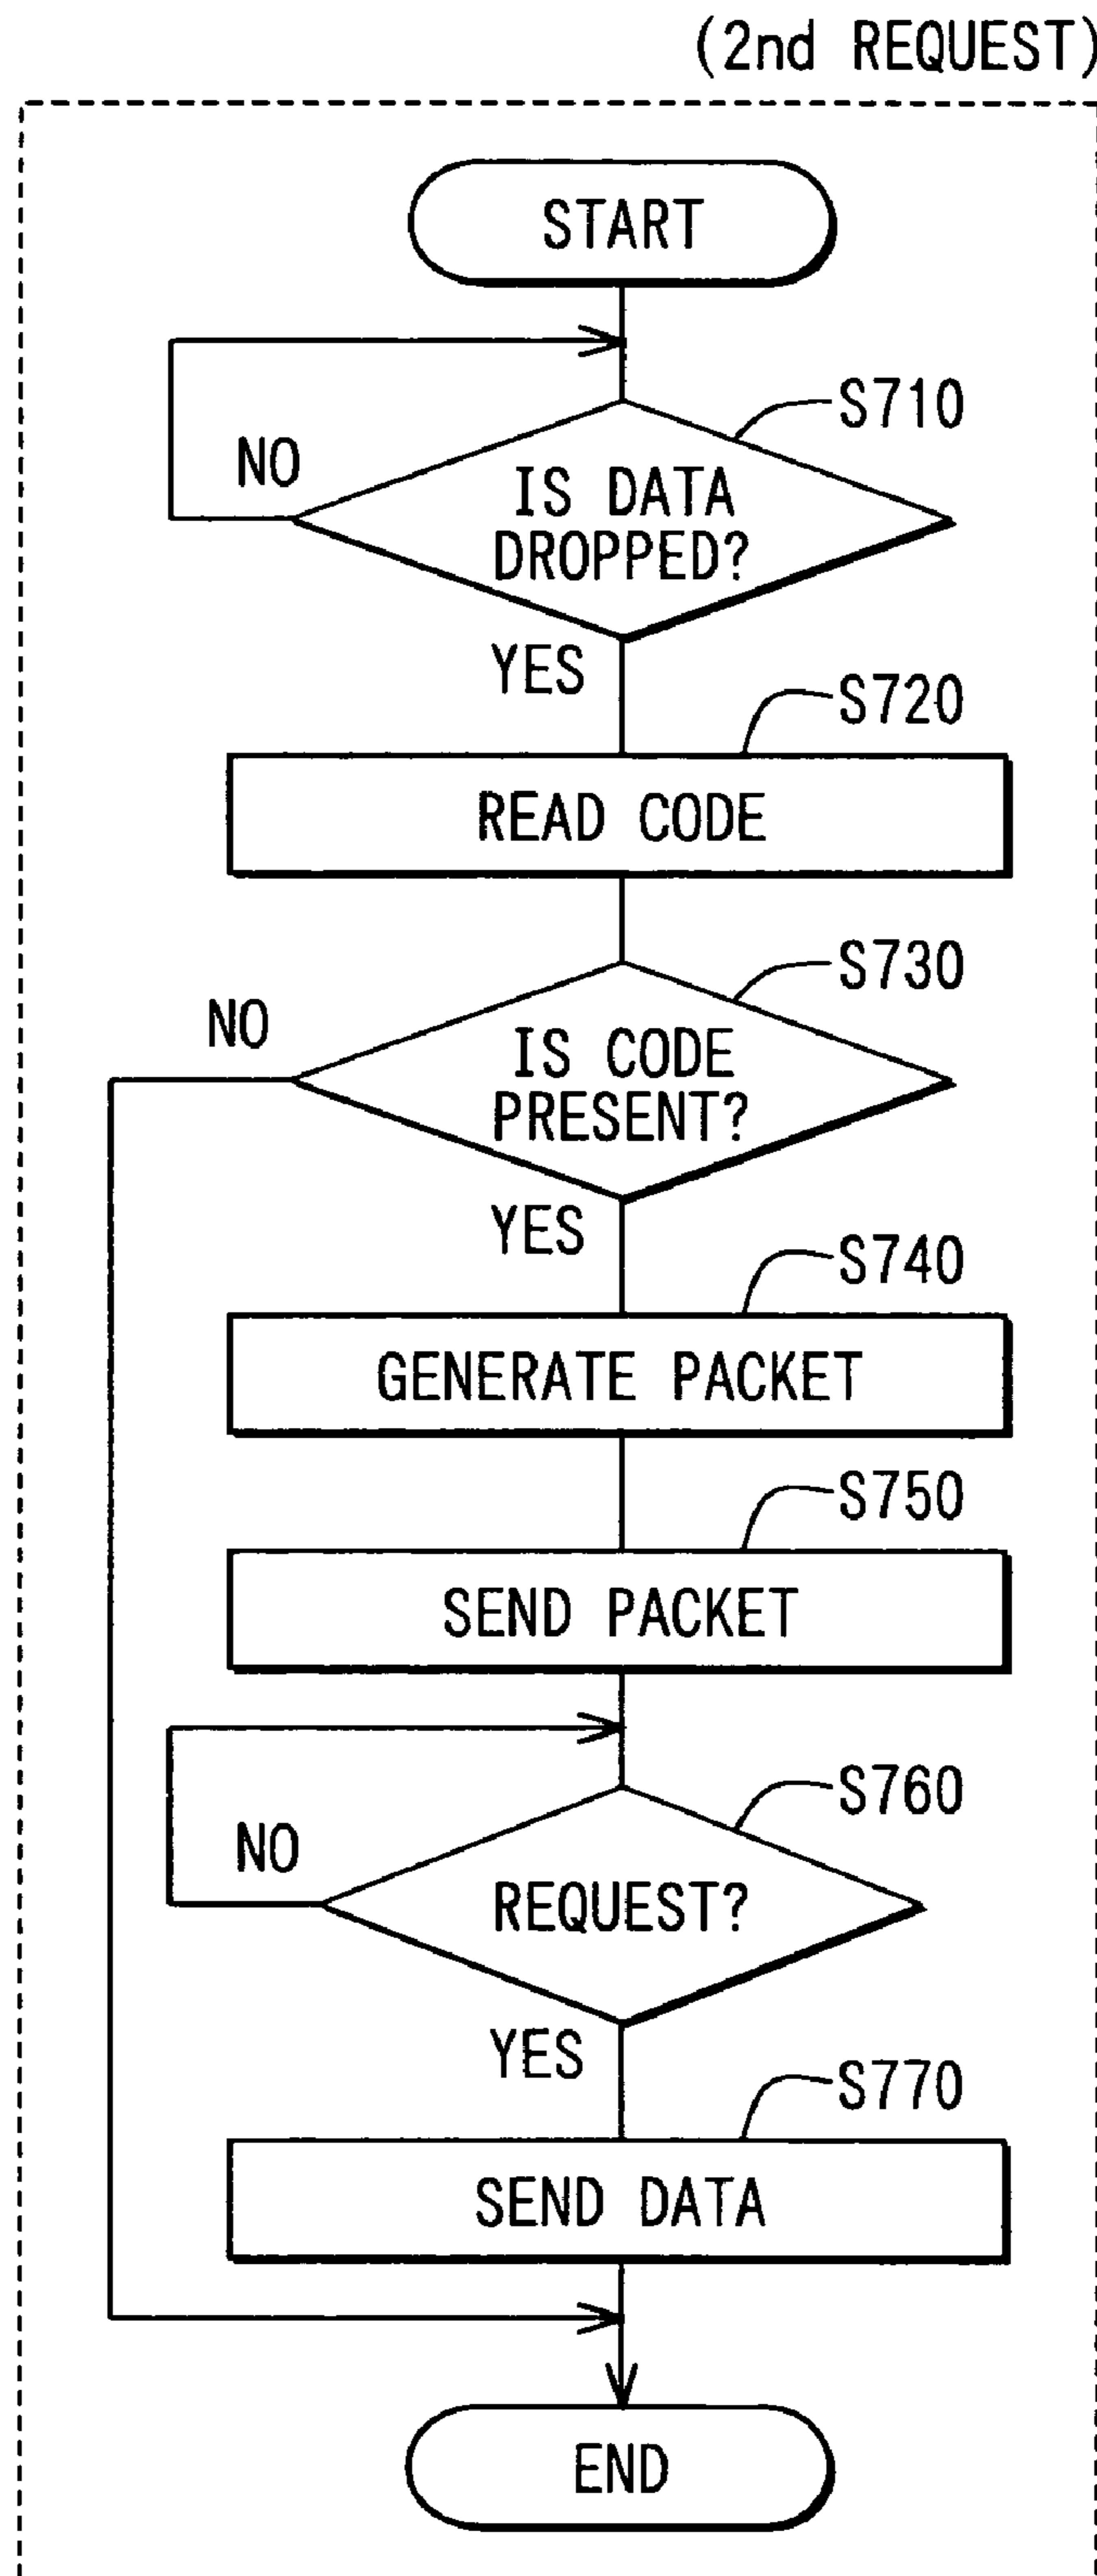 (2nd REQUEST)
START
S710
NO
IS DATA
DROPPED?
YES
S720
READ CODE
S730
NO
IS CODE
PRESENT?
YES
S740
GENERATE PACKET
S750
SEND PACKET
S760
NO
REQUEST?
YES
S770
SEND DATA
END